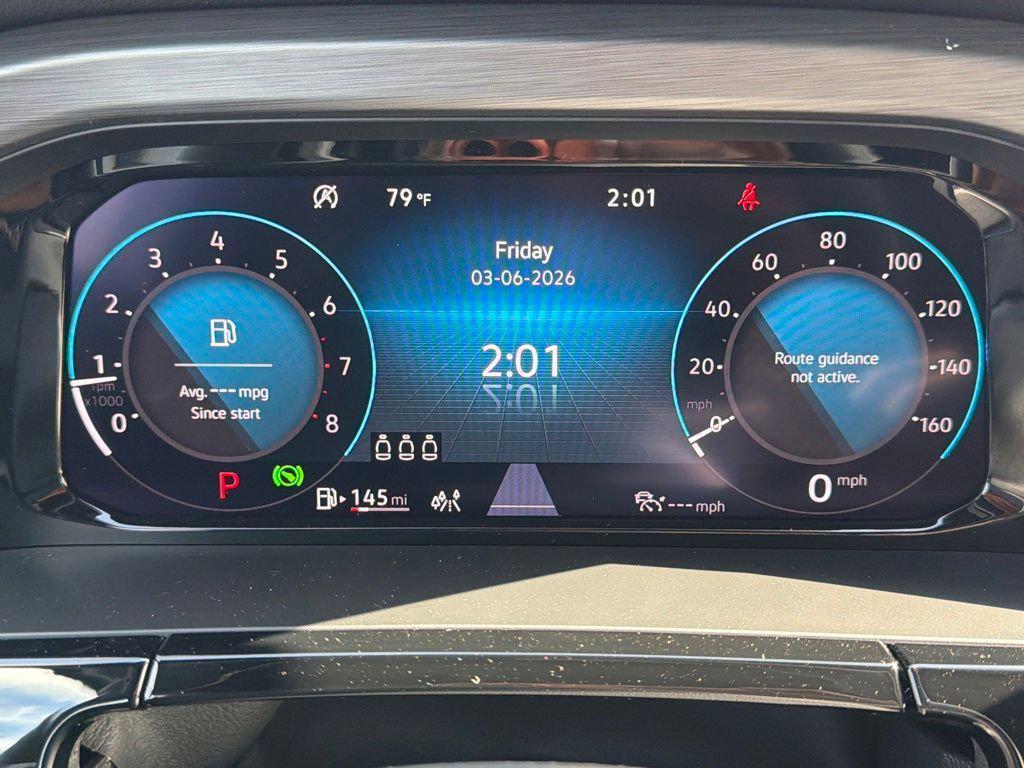 79 °F
2:01
Friday
03-06-2026
2:01
0
1
2
3
4
5
6
7
8
rpm
x1000
Avg. --- mpg
Since start
0
20
40
60
80
100
120
140
160
mph
Route guidance
not active.
P
145 mi
--- mph
0 mph